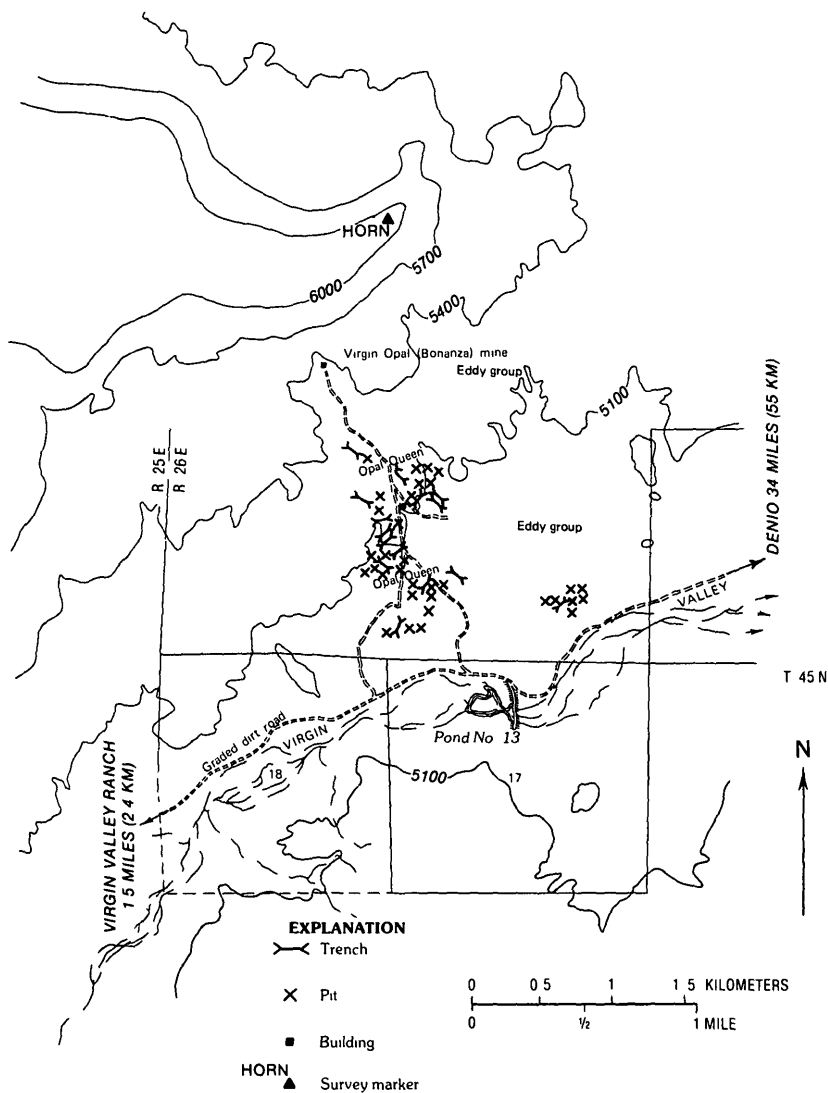 HORN
6000
5700
5400
Virgin Opal (Bonanza) mine
Eddy group
5100
R 25 E
R 26 E
Opal Queen
Eddy group
Opal Queen
DENIO 34 MILES (55 KM)
VALLEY
T 45 N
Graded dirt road
VIRGIN
Pond No 13
18
5100
17
N
VIRGIN VALLEY RANCH
1 5 MILES (2 4 KM)
EXPLANATION
Trench
Pit
Building
HORN
Survey marker
0 0 5 1 1 5 KILOMETERS
0 1/2 1 MILE